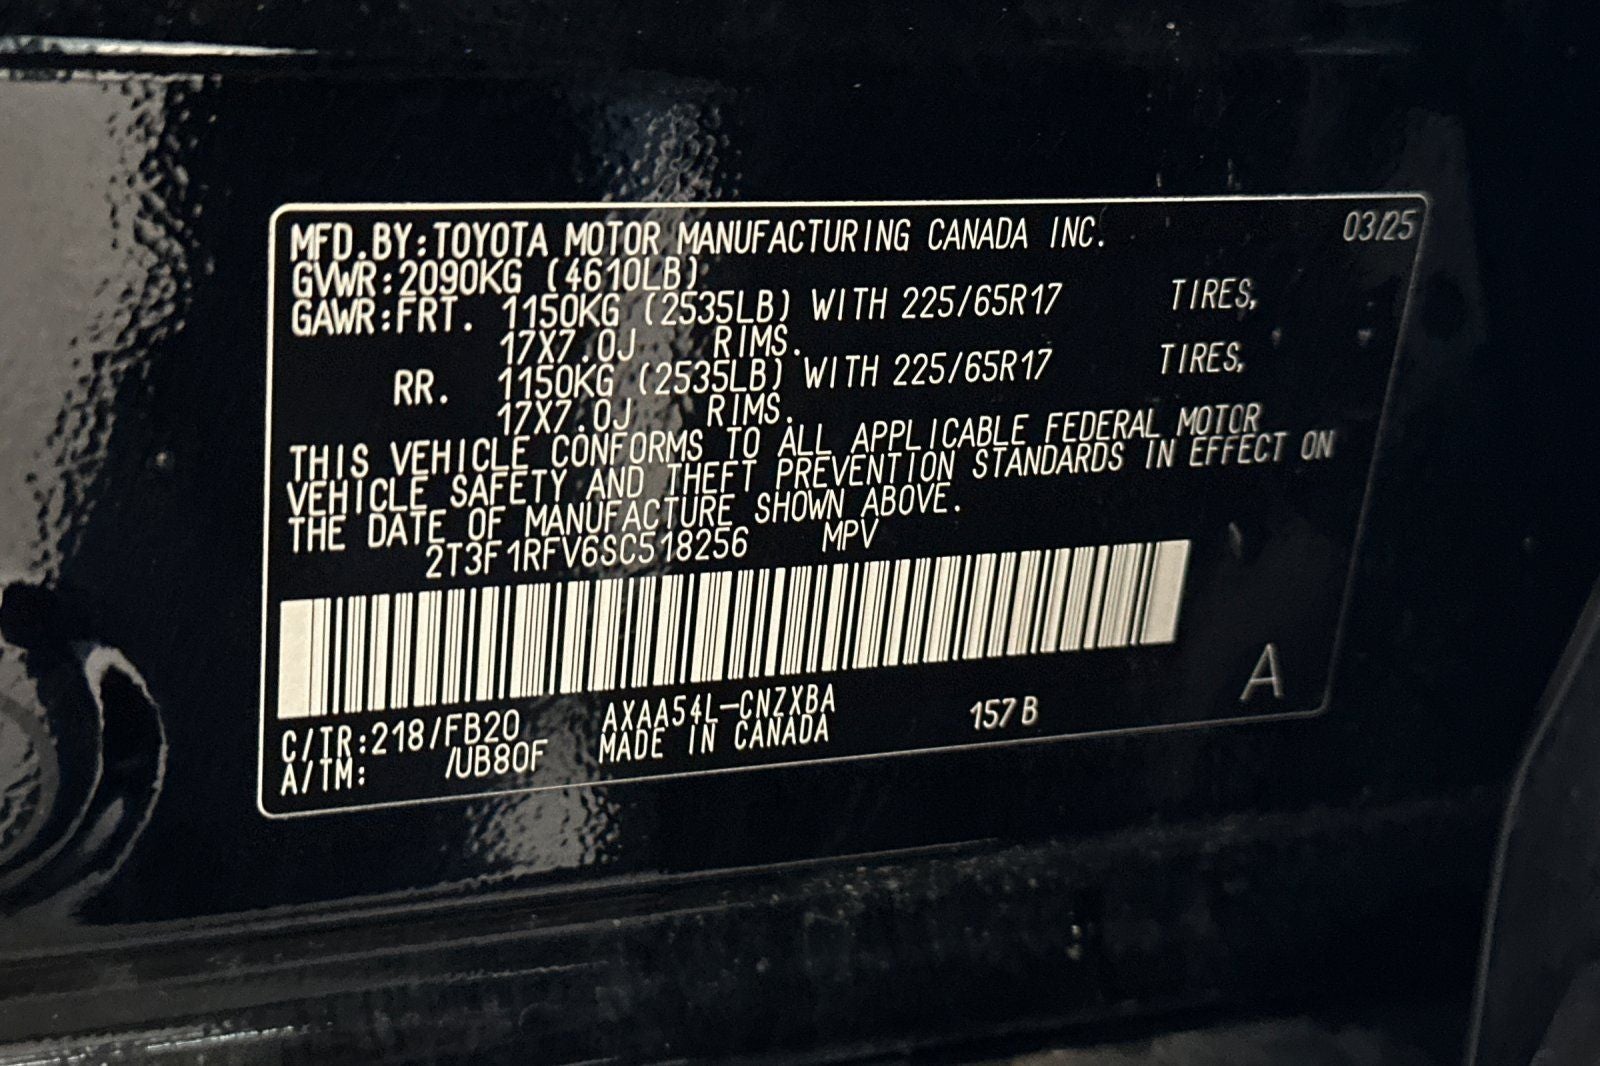 MFD.BY:TOYOTA MOTOR MANUFACTURING CANADA INC. 03/25
GVWR:2090KG (4610LB)
GAWR:FRT. 1150KG (2535LB) WITH 225/65R17 TIRES,
17X7.0J RIMS.
RR. 1150KG (2535LB) WITH 225/65R17 TIRES,
17X7.0J RIMS.
THIS VEHICLE CONFORMS TO ALL APPLICABLE FEDERAL MOTOR
VEHICLE SAFETY AND THEFT PREVENTION STANDARDS IN EFFECT ON
THE DATE OF MANUFACTURE SHOWN ABOVE.
2T3F1RFV6SC518256 MPV
A
C/TR:218/FB20 AXAA54L-CNZXBA 157B
A/TM: /UB80F MADE IN CANADA